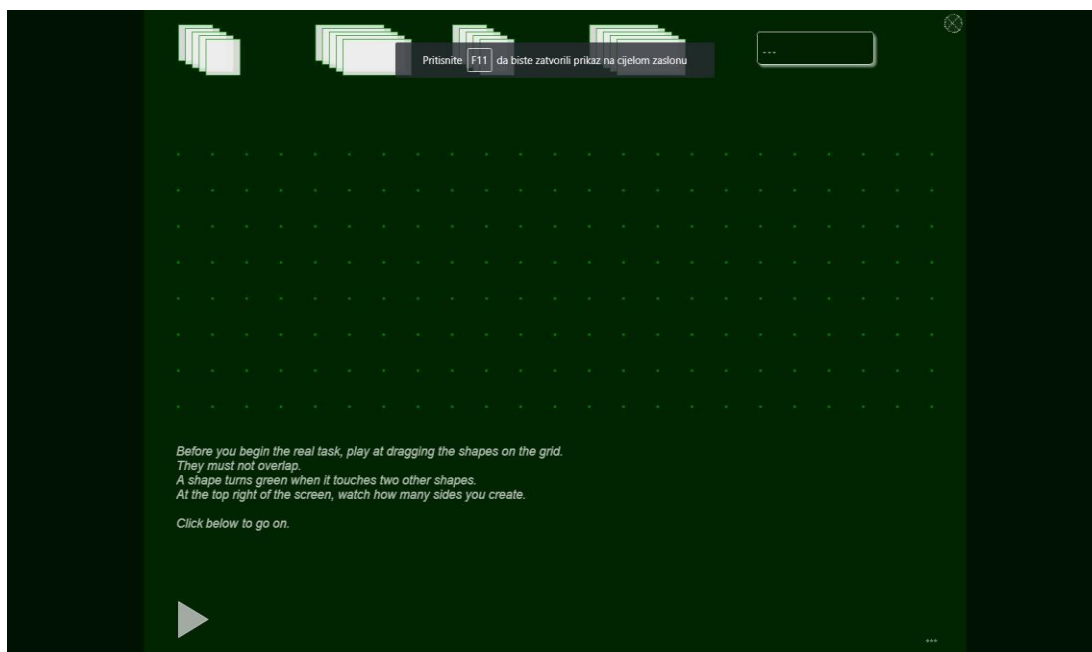 Pritisnite F11 da biste zatvorili prikaz na cijelom zaslonu
---
Before you begin the real task, play at dragging the shapes on the grid.
They must not overlap.
A shape turns green when it touches two other shapes.
At the top right of the screen, watch how many sides you create.
Click below to go on.
***